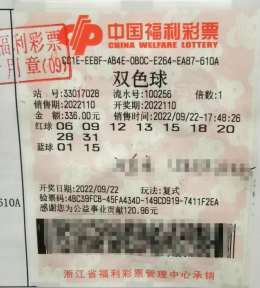 中国福利彩票
CHINA WELFARE LOTTERY
福利彩票
用章(09)
CC1E-EEBF-AB4E-0B0C-E264-EA87-610A
双色球
站号:33017028 流水号:100256 倍数:1
销售期:2022110 开奖期:2022110
金额:336.00元 销售时间:2022/09/22-17:48:26
红球 06 09 12 13 15 18 20
28 31
蓝球 01 15
610A
开奖日期:2022/09/22 玩法:复式
验票码:4BC39FCB-45FA434D-149CD919-7411F2EA
感谢您为公益事业贡献120.96元
浙江省福利彩票管理中心承销